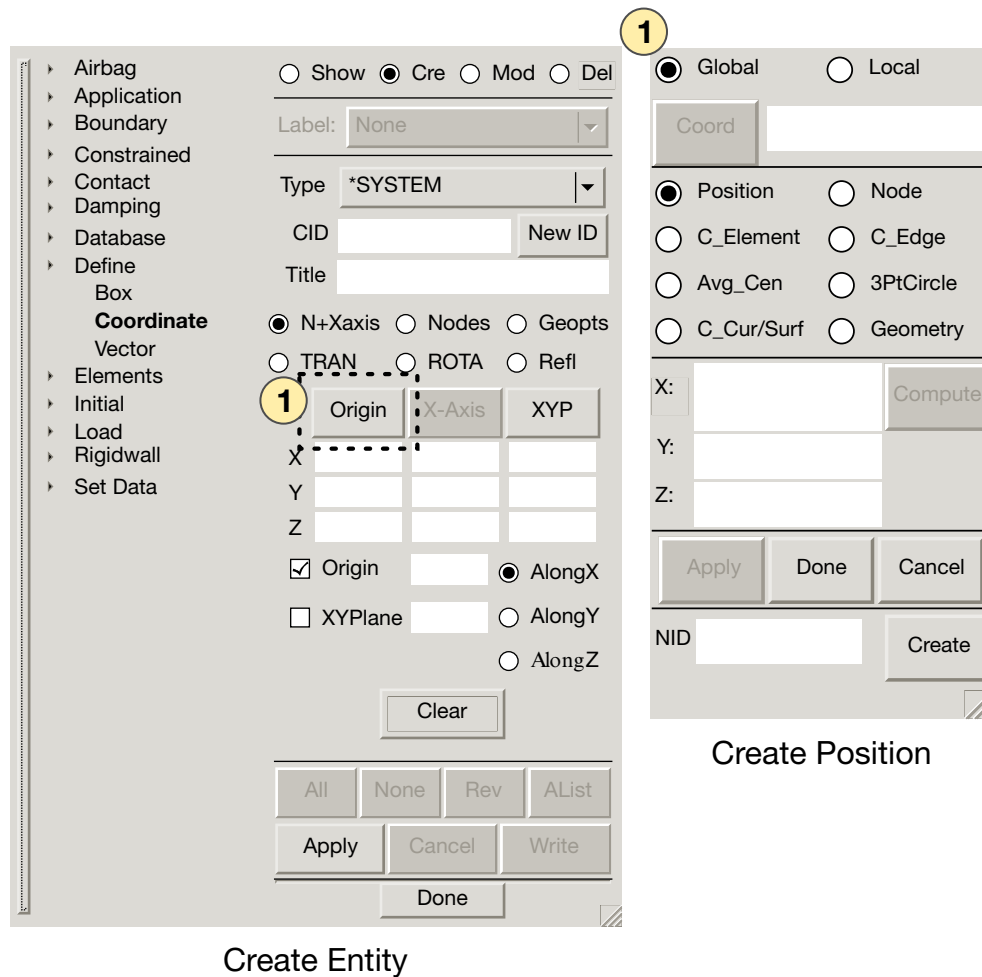 1
Airbag
Application
Boundary
Constrained
Contact
Damping
Database
Define
Box
Coordinate
Vector
Elements
Initial
Load
Rigidwall
Set Data
Show Cre Mod Del
Label: None
Type *SYSTEM
CID New ID
Title
N+Xaxis Nodes Geopts
TRAN ROTA Refl
1 Origin X-Axis XYP
X
Y
Z
Origin AlongX
XYPlane AlongY
AlongZ
Clear
All None Rev AList
Apply Cancel Write
Done
Create Entity
Global Local
Coord
Position Node
C_Element C_Edge
Avg_Cen 3PtCircle
C_Cur/Surf Geometry
X: Compute
Y:
Z:
Apply Done Cancel
NID Create
Create Position